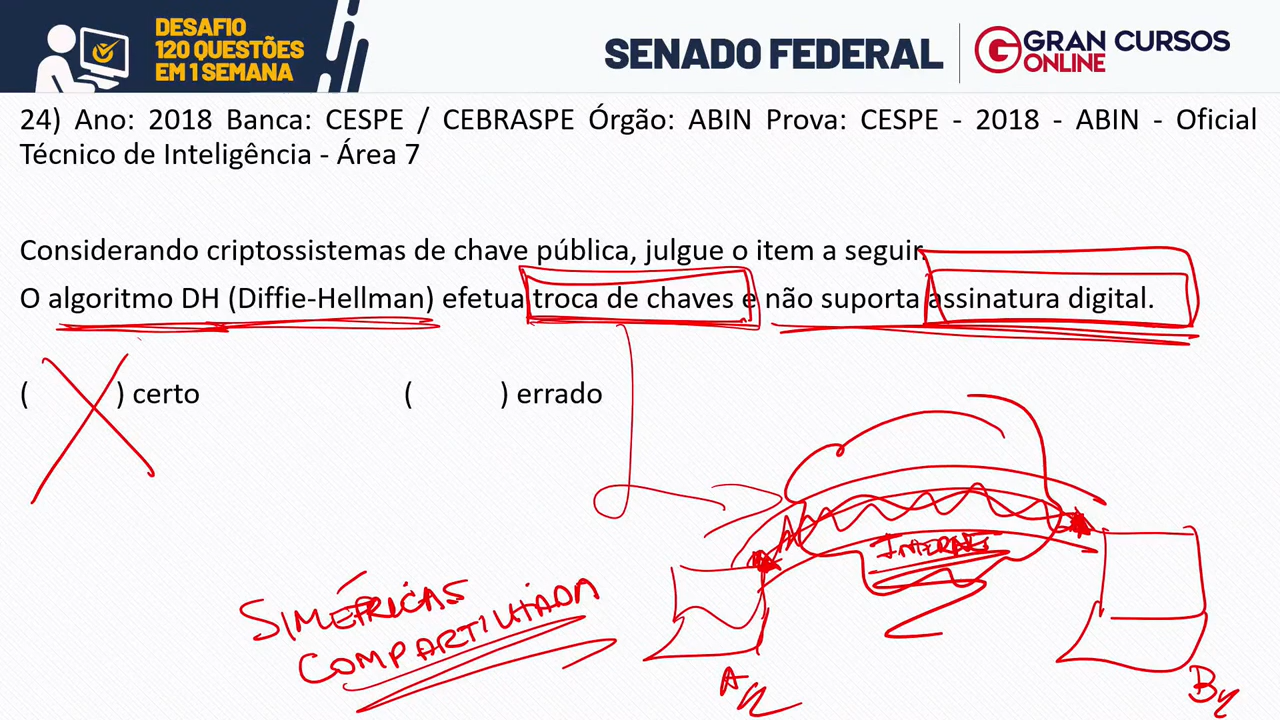 DESAFIO
120 QUESTÕES
EM 1 SEMANA
SENADO FEDERAL
GRAN CURSOS
ONLINE
24) Ano: 2018 Banca: CESPE / CEBRASPE Órgão: ABIN Prova: CESPE - 2018 - ABIN - Oficial
Técnico de Inteligência - Área 7
Considerando criptossistemas de chave pública, julgue o item a seguir.
O algoritmo DH (Diffie-Hellman) efetua troca de chaves e não suporta assinatura digital.
( X ) certo ( ) errado
INTERNET
SIMÉTRICAS
COMPARTILHADA
A
B